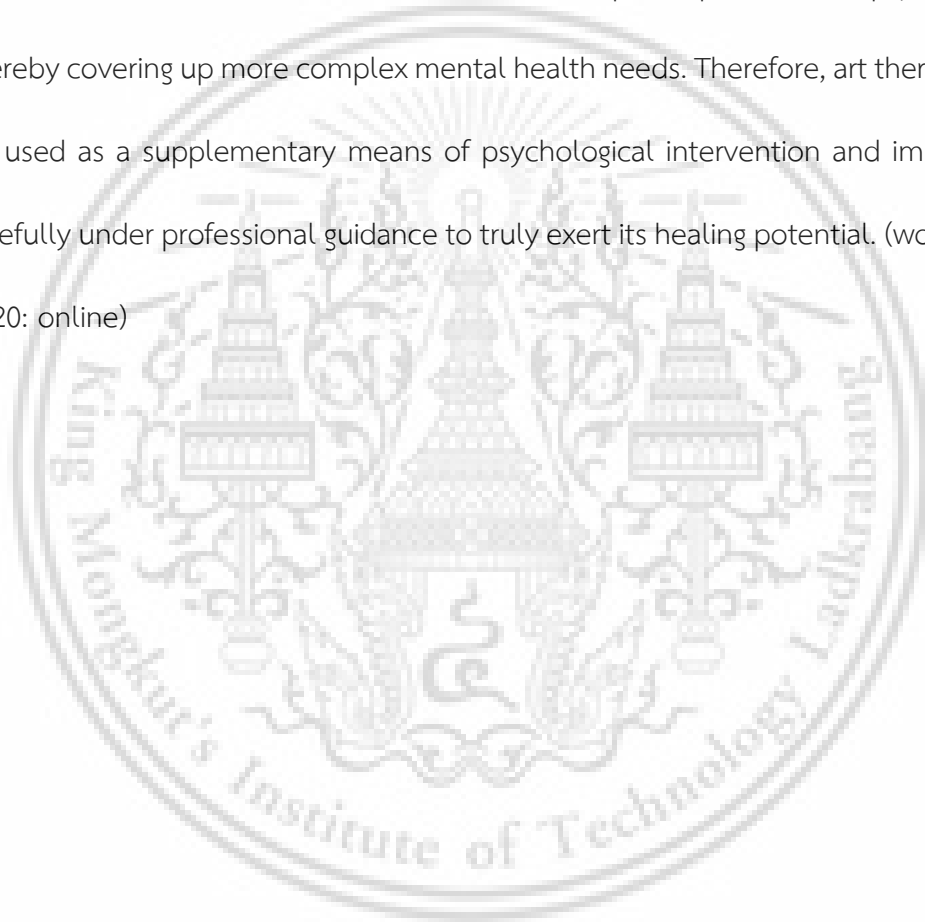 ereby covering up more complex mental health needs. Therefore, art ther
used as a supplementary means of psychological intervention and im
efully under professional guidance to truly exert its healing potential. (wo
20: online)
King Mongkut's Institute of Technology Ladkrabang